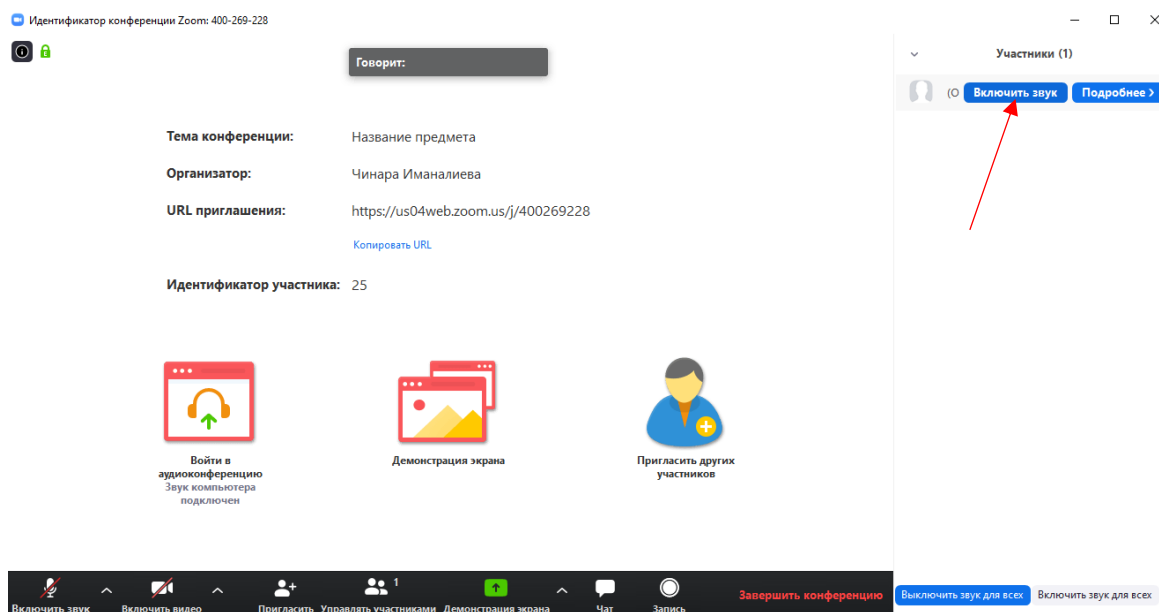 Идентификатор конференции Zoom: 400-269-228
Говорит:
Участники (1)
(О
Включить звук
Подробнее >
Тема конференции: Название предмета
Организатор: Чинара Иманалиева
URL приглашения: https://us04web.zoom.us/j/400269228
Копировать URL
Идентификатор участника: 25
Войти в
аудиоконференцию
Звук компьютера
подключен
Демонстрация экрана
Пригласить других
участников
1
Включить звук
Включить видео
Пригласить
Управлять участниками
Демонстрация экрана
Чат
Запись
Завершить конференцию
Выключить звук для всех
Включить звук для всех